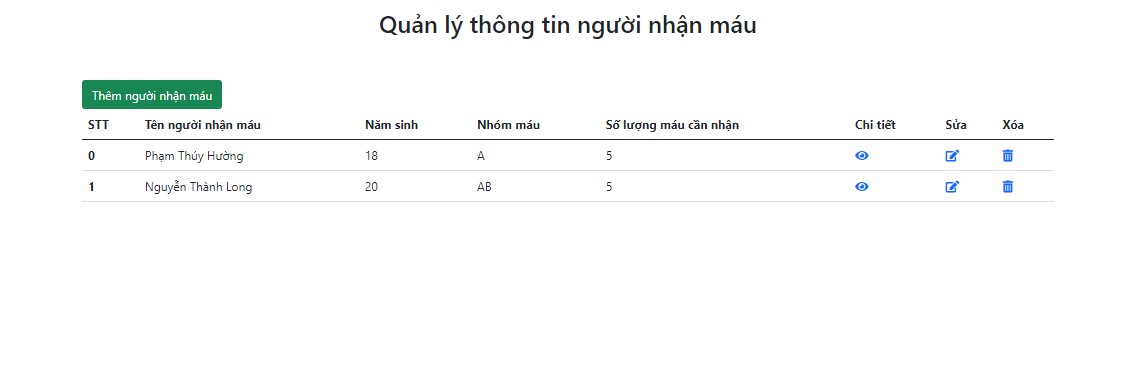 Quản lý thông tin người nhận máu
Thêm người nhận máu
STT Tên người nhận máu Năm sinh Nhóm máu Số lượng máu cần nhận Chi tiết Sửa Xóa
0 Phạm Thúy Hường 18 A 5
1 Nguyễn Thành Long 20 AB 5